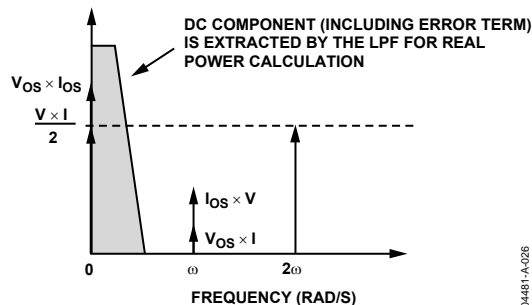 DC COMPONENT (INCLUDING ERROR TERM)
IS EXTRACTED BY THE LPF FOR REAL
POWER CALCULATION
VOS × IOS
V × I
2
IOS × V
VOS × I
0
ω
2ω
FREQUENCY (RAD/S)
04481-A-026